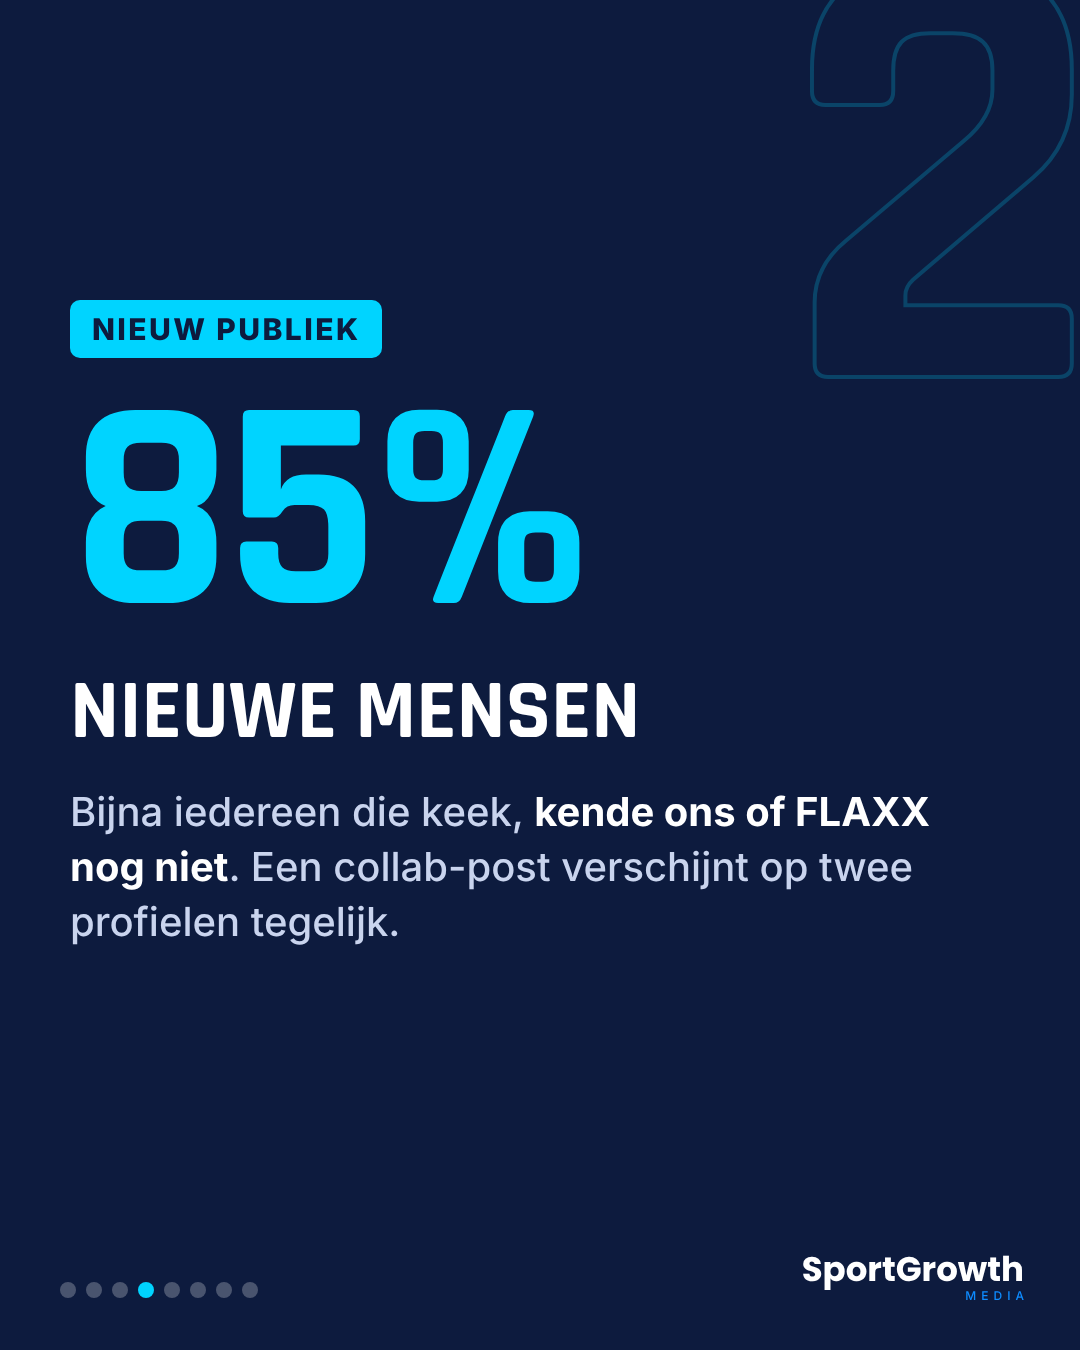 2
NIEUW PUBLIEK
85%
NIEUWE MENSEN
Bijna iedereen die keek, kende ons of FLAXX
nog niet. Een collab-post verschijnt op twee
profielen tegelijk.
SportGrowth
MEDIA